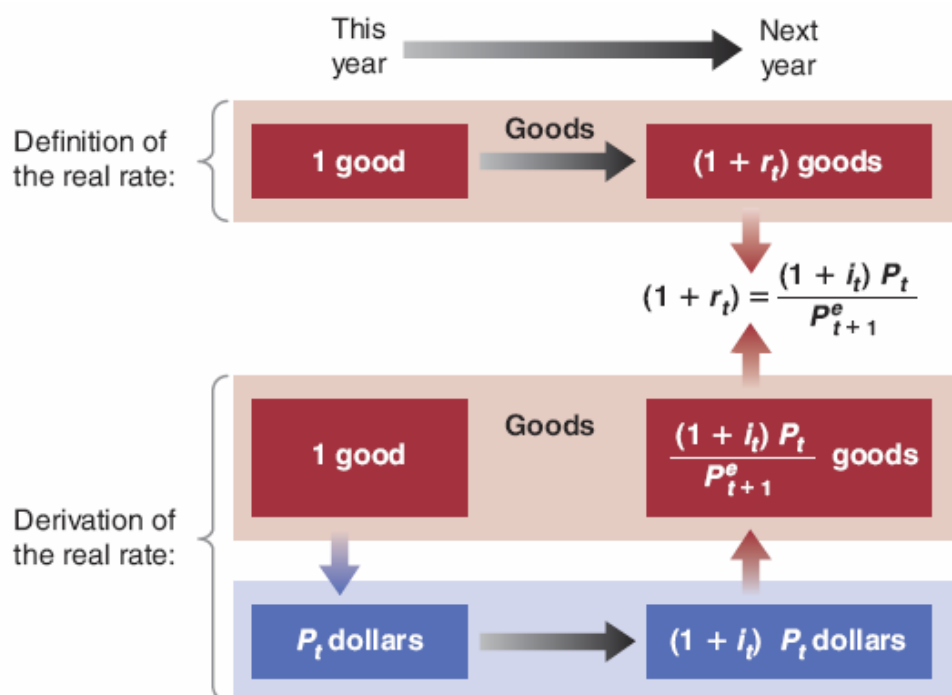 This year
Next year
Definition of the real rate:
Goods
1 good
(1 + r_t) goods
(1 + r_t) = (1 + i_t) P_t / P^e_{t+1}
1 good
Goods
(1 + i_t) P_t / P^e_{t+1} goods
Derivation of the real rate:
P_t dollars
(1 + i_t) P_t dollars